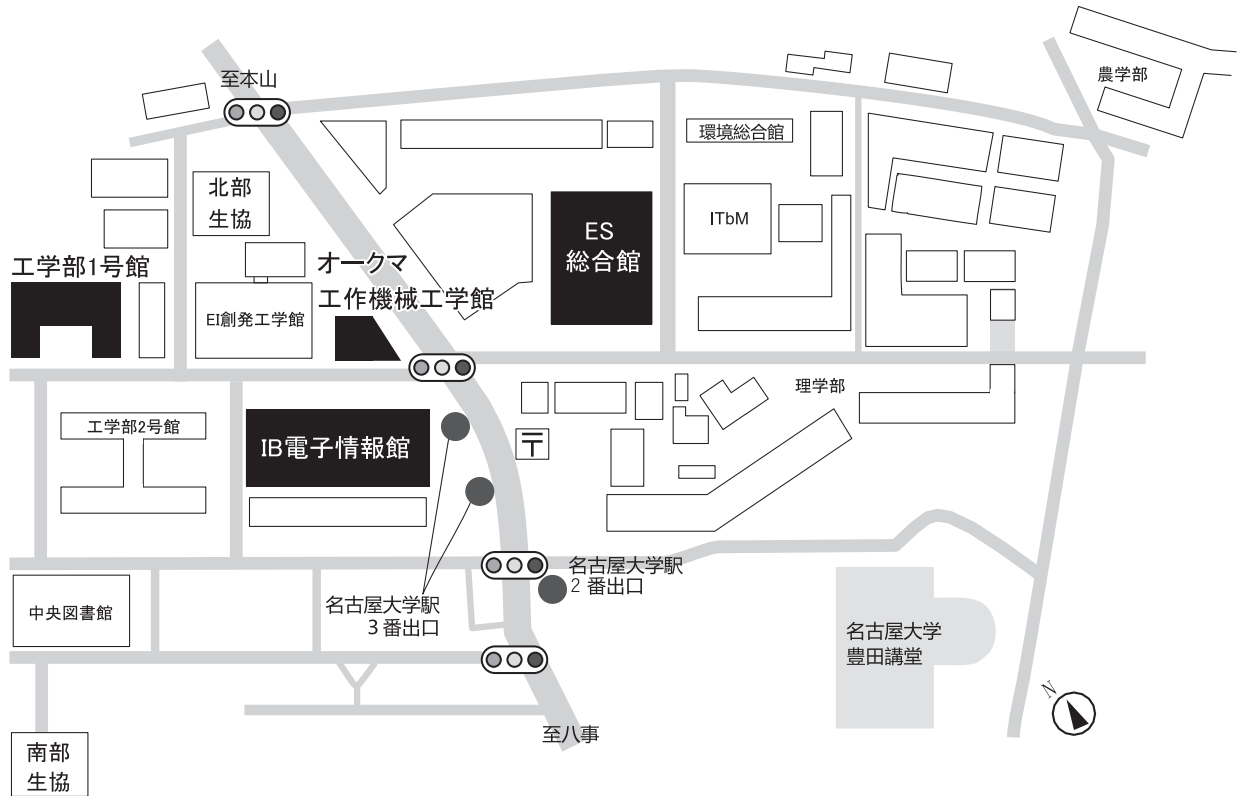 至本山
農学部
環境総合館
北部
生協
ES
総合館
ITbM
工学部1号館
オークマ
工作機械工学館
EI創発工学館
理学部
工学部2号館
IB電子情報館
〒
名古屋大学駅
2番出口
名古屋大学駅
3番出口
中央図書館
名古屋大学
豊田講堂
N
至八事
南部
生協